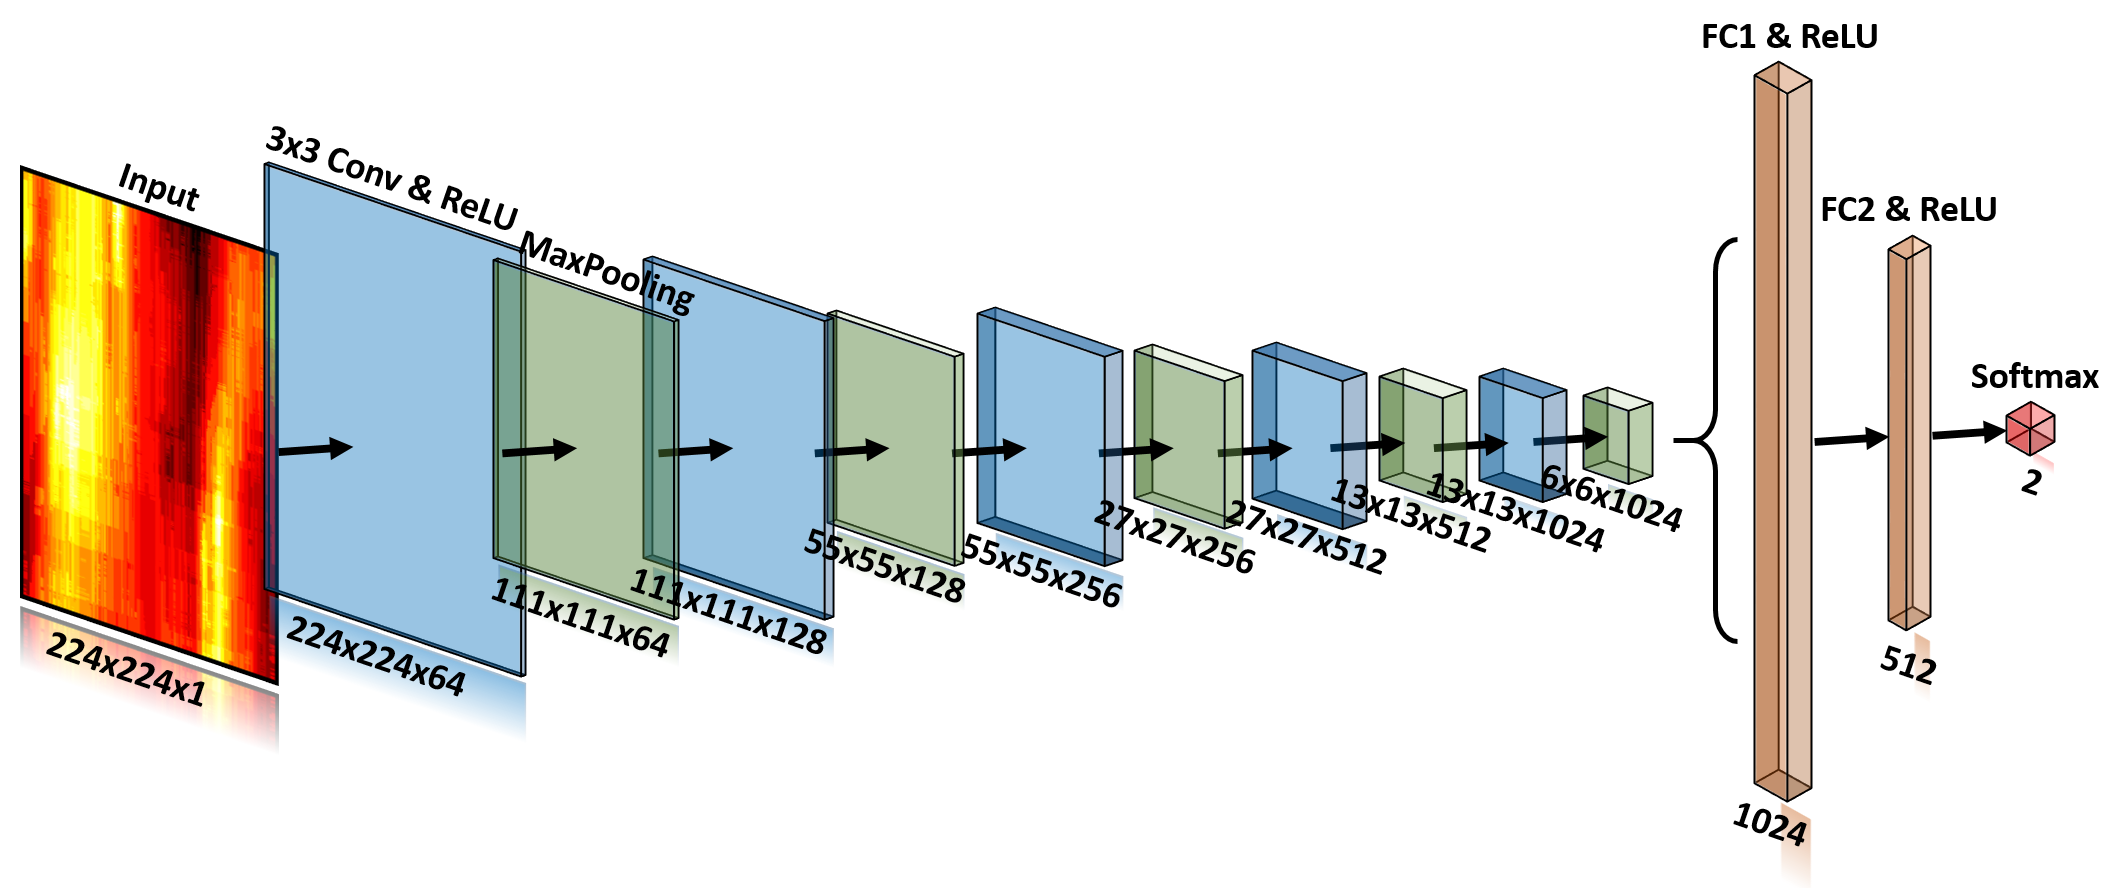 Input
224x224x1
3x3 Conv & ReLU
224x224x64
MaxPooling
111x111x64
111x111x128
55x55x128
55x55x256
27x27x256
27x27x512
13x13x512
13x13x1024
6x6x1024
FC1 & ReLU
1024
FC2 & ReLU
512
Softmax
2